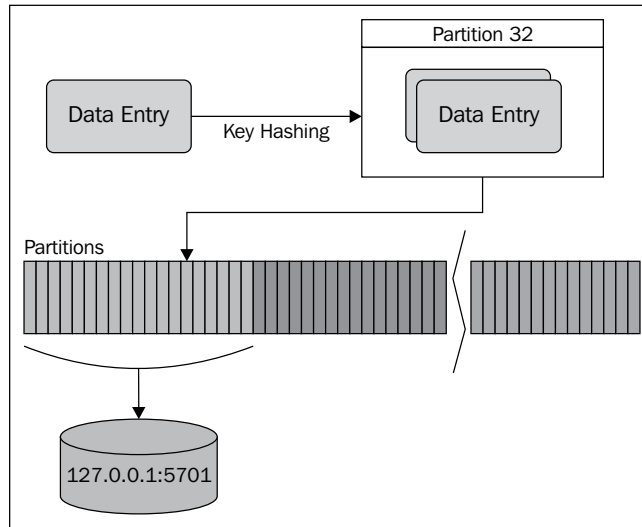 Partition 32
Data Entry
Key Hashing
Data Entry
Partitions
127.0.0.1:5701